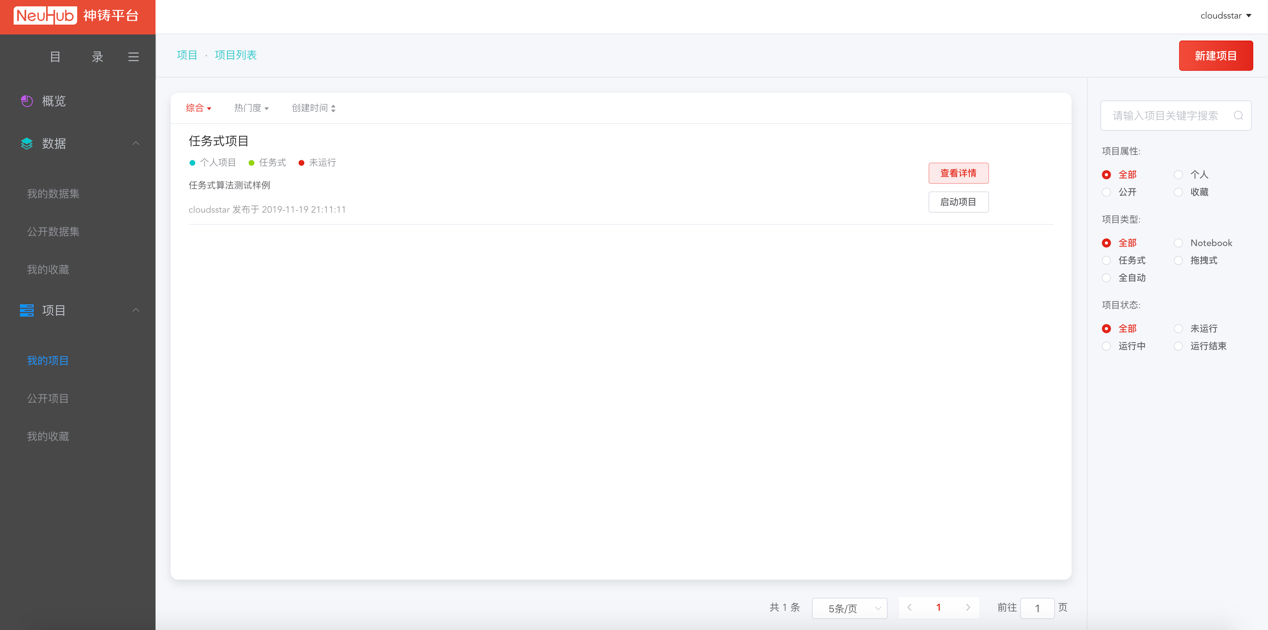 NeuHub 神铸平台
cloudsstar
目 录
项目 - 项目列表
新建项目
概览
数据
我的数据集
公开数据集
我的收藏
项目
我的项目
公开项目
我的收藏
综合 热门度 创建时间
任务式项目
个人项目 任务式 未运行
任务式算法测试样例
cloudsstar 发布于 2019-11-19 21:11:11
查看详情
启动项目
请输入项目关键字搜索
项目属性:
全部 个人
公开 收藏
项目类型:
全部 Notebook
任务式 拖拽式
全自动
项目状态:
全部 未运行
运行中 运行结束
共 1 条 5条/页 1 前往 1 页